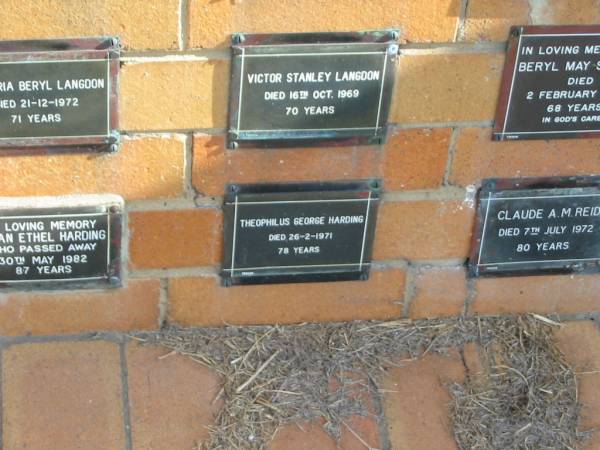 RIA BERYL LANGDON
IED 21-12-1972
71 YEARS
VICTOR STANLEY LANGDON
DIED 16TH OCT. 1969
70 YEARS
IN LOVING ME
BERYL MAY
DIED
2 FEBRUARY
68 YEARS
IN GOD'S CARE
LOVING MEMORY
AN ETHEL HARDING
HO PASSED AWAY
30TH MAY 1982
87 YEARS
THEOPHILUS GEORGE HARDING
DIED 26-2-1971
78 YEARS
CLAUDE A.M. REID
DIED 7TH JULY 1972
80 YEARS